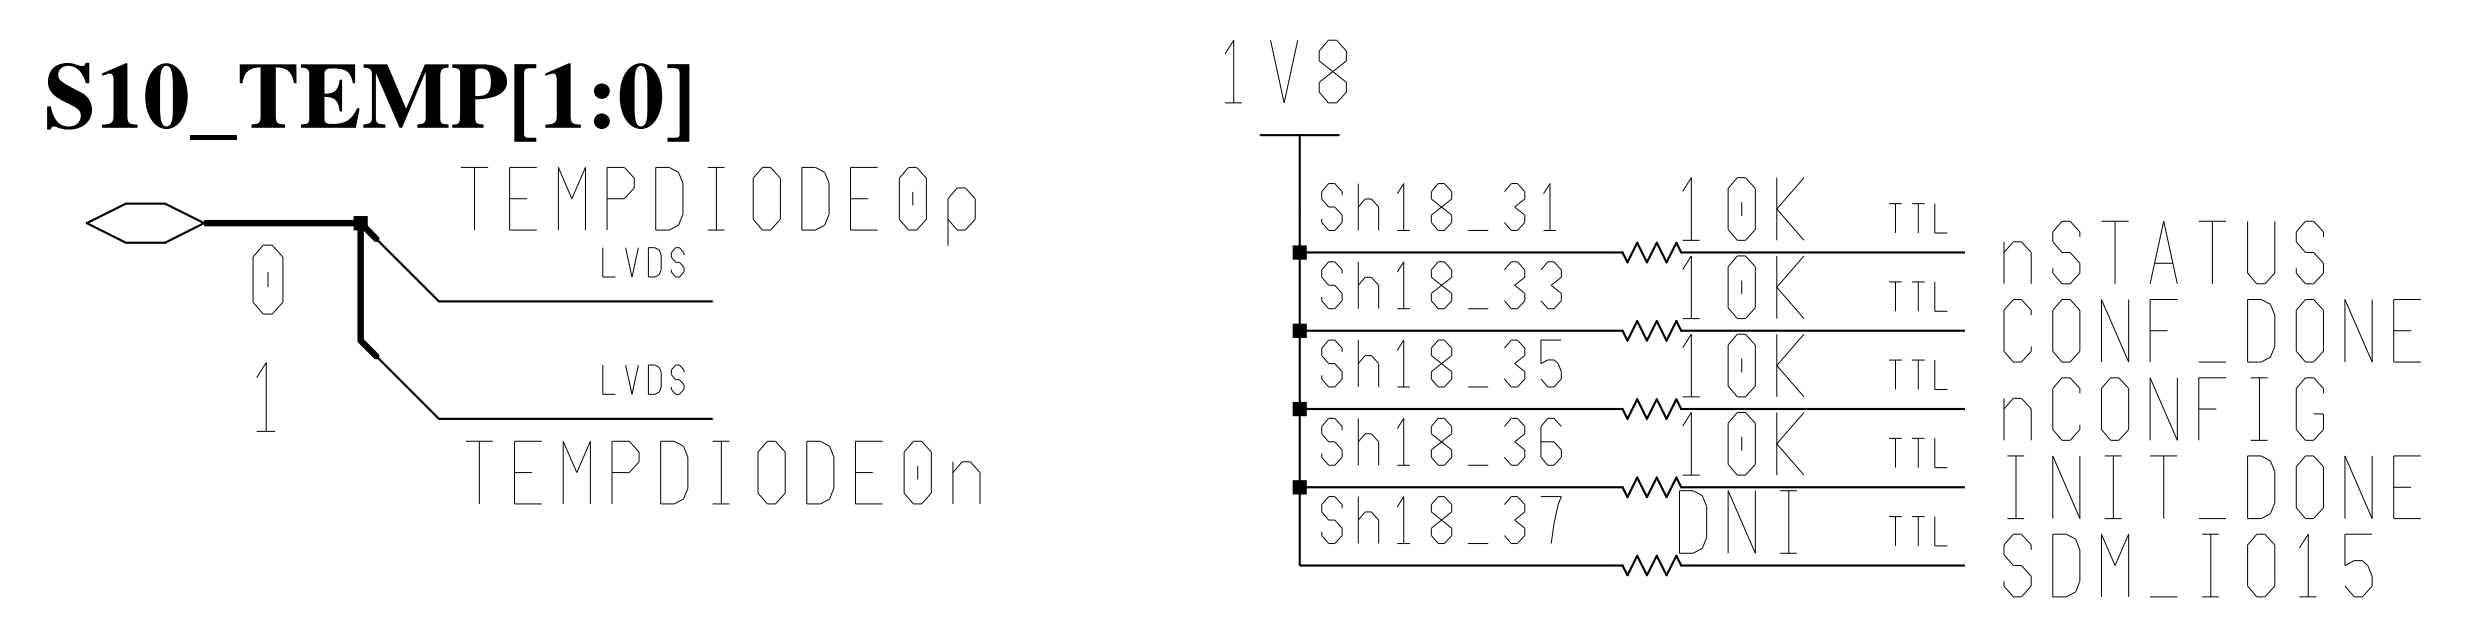 S10_TEMP[1:0]
TEMPDIODE0p
0
LVDS
1
LVDS
TEMPDIODE0n
1V8
Sh18_31 10K TTL nSTATUS
Sh18_33 10K TTL CONF_DONE
Sh18_35 10K TTL nCONFIG
Sh18_36 10K TTL INIT_DONE
Sh18_37 DNI TTL SDM_IO15